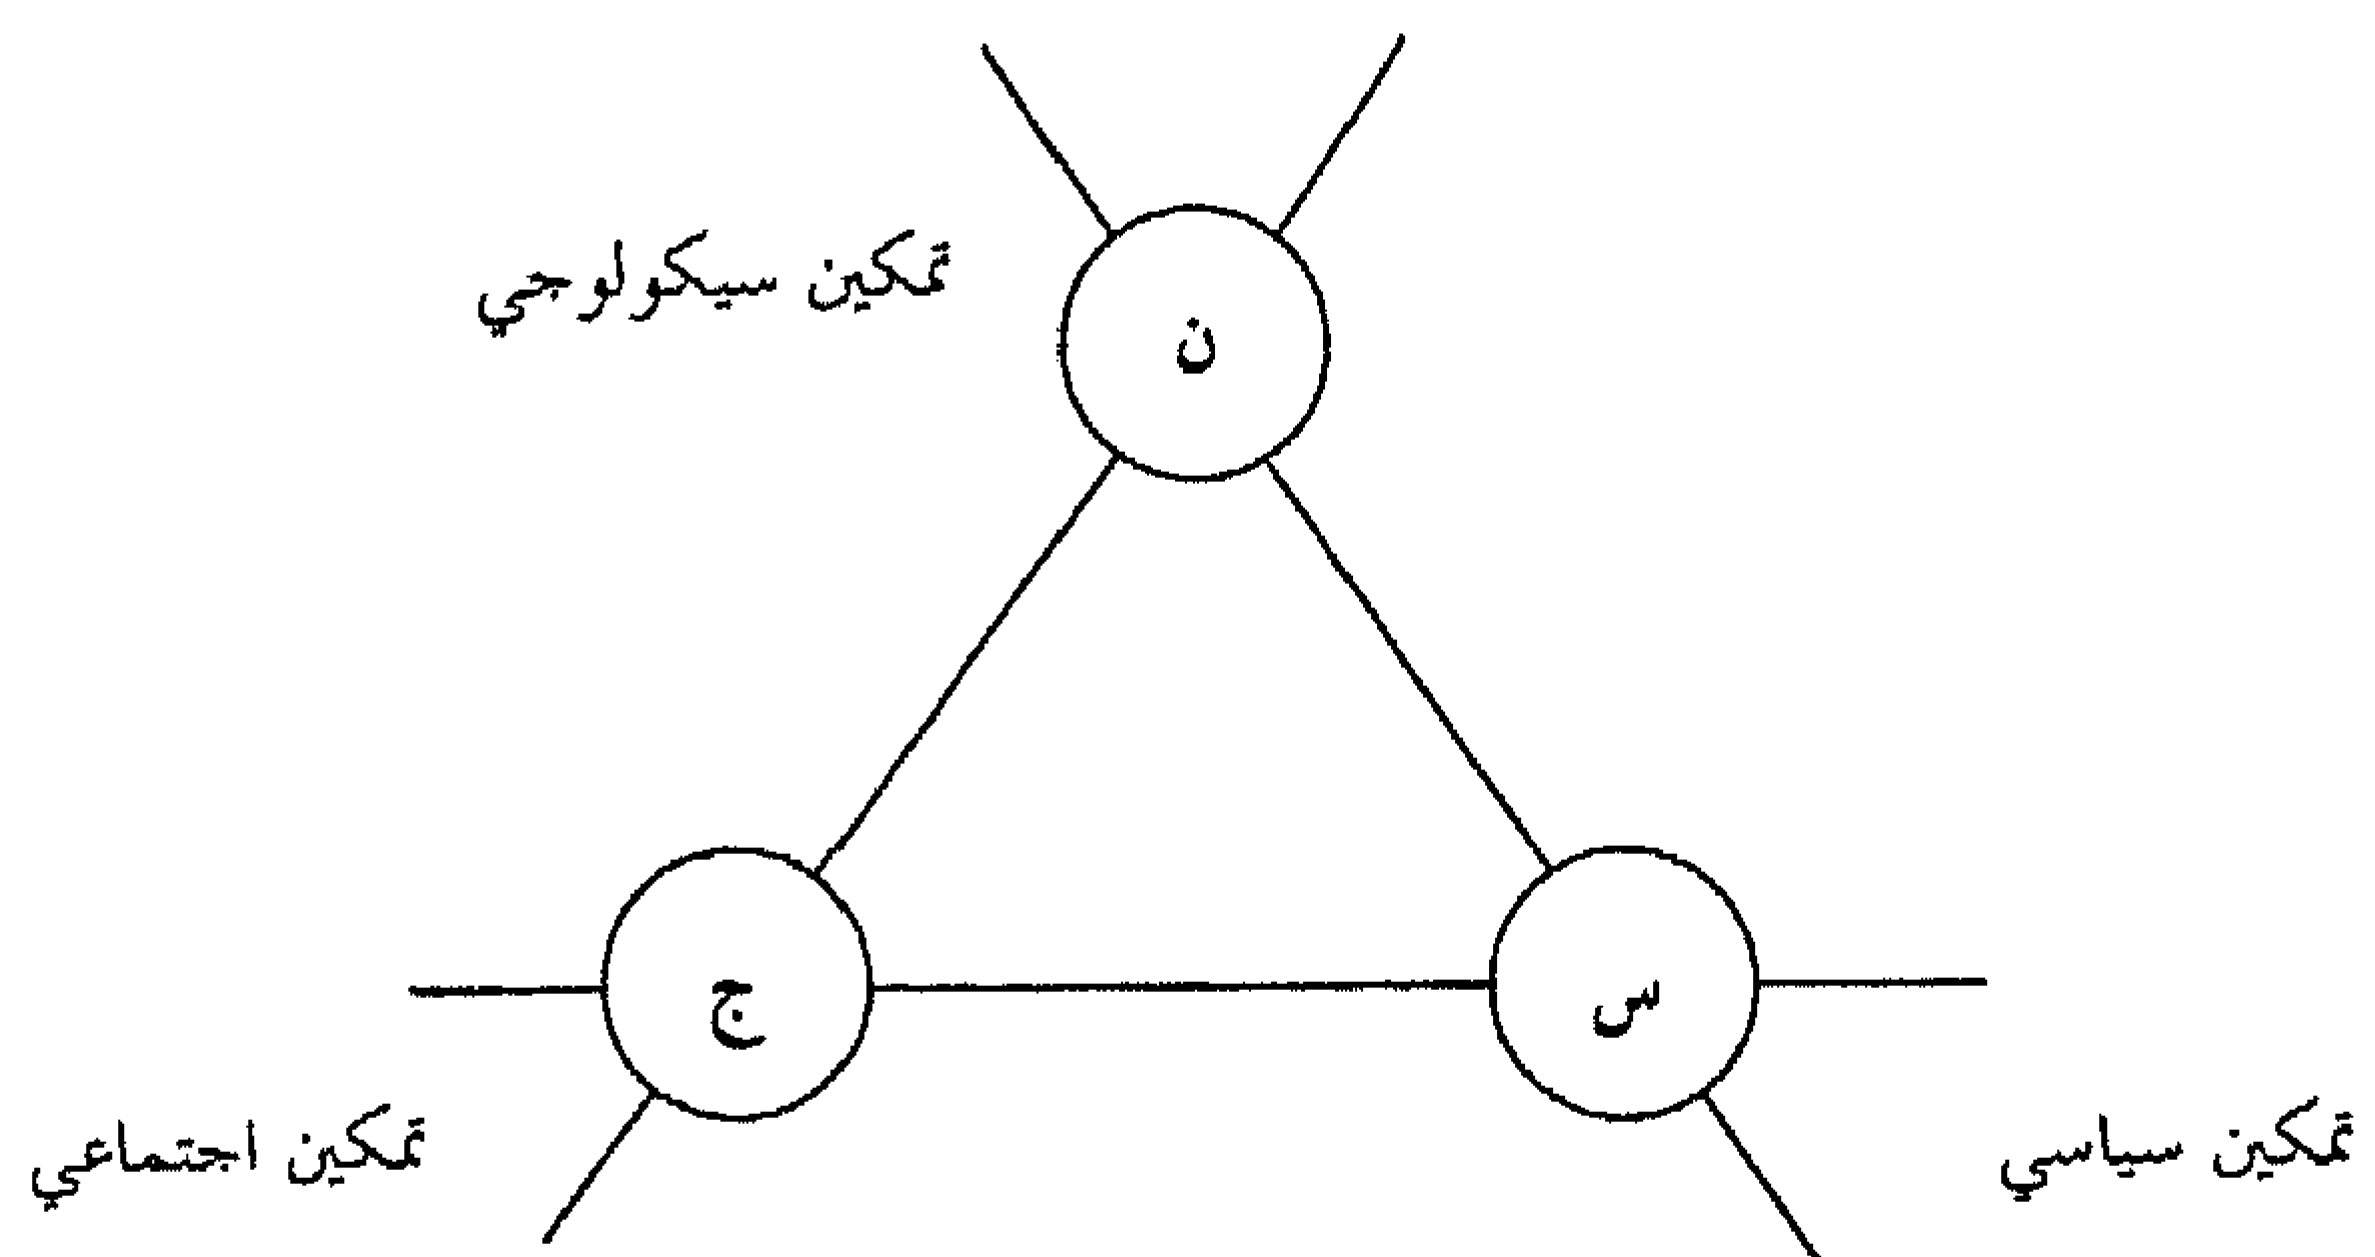 تمكين سيكولوجي
ن
ج
س
تمكين اجتماعي
تمكين سياسي